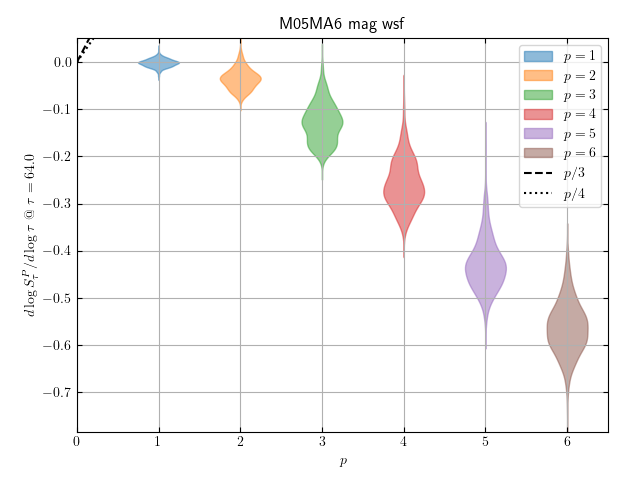 M05MA6 mag wsf
d log S_τ^P/d log τ @ τ = 64.0
0.0
−0.1
−0.2
−0.3
−0.4
−0.5
−0.6
−0.7
0 1 2 3 4 5 6
p
p = 1
p = 2
p = 3
p = 4
p = 5
p = 6
p/3
p/4